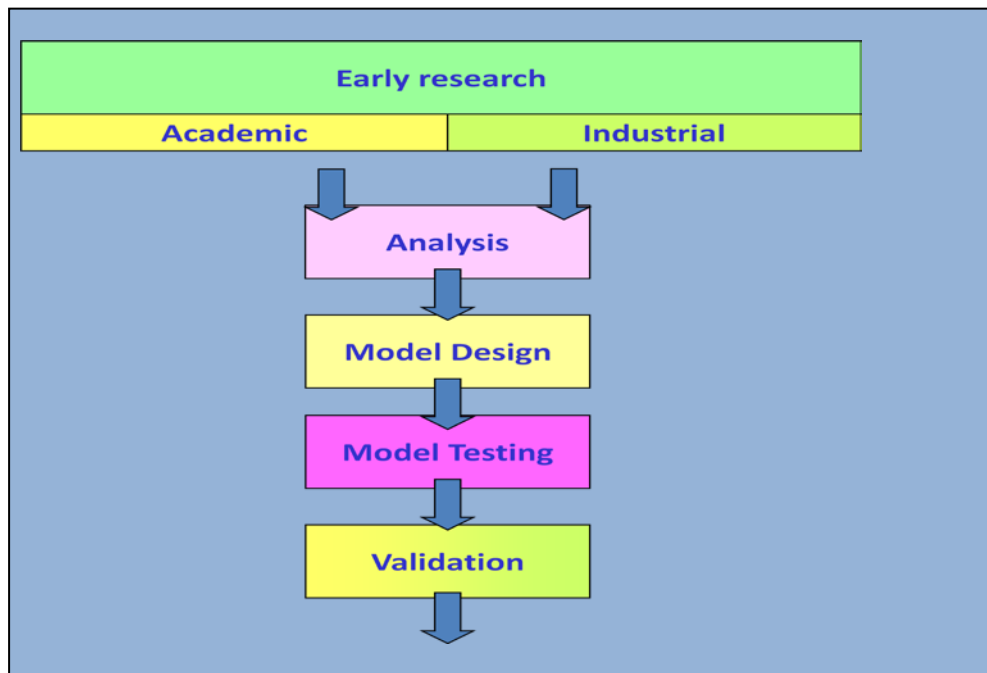 Early research
Academic
Industrial
Analysis
Model Design
Model Testing
Validation